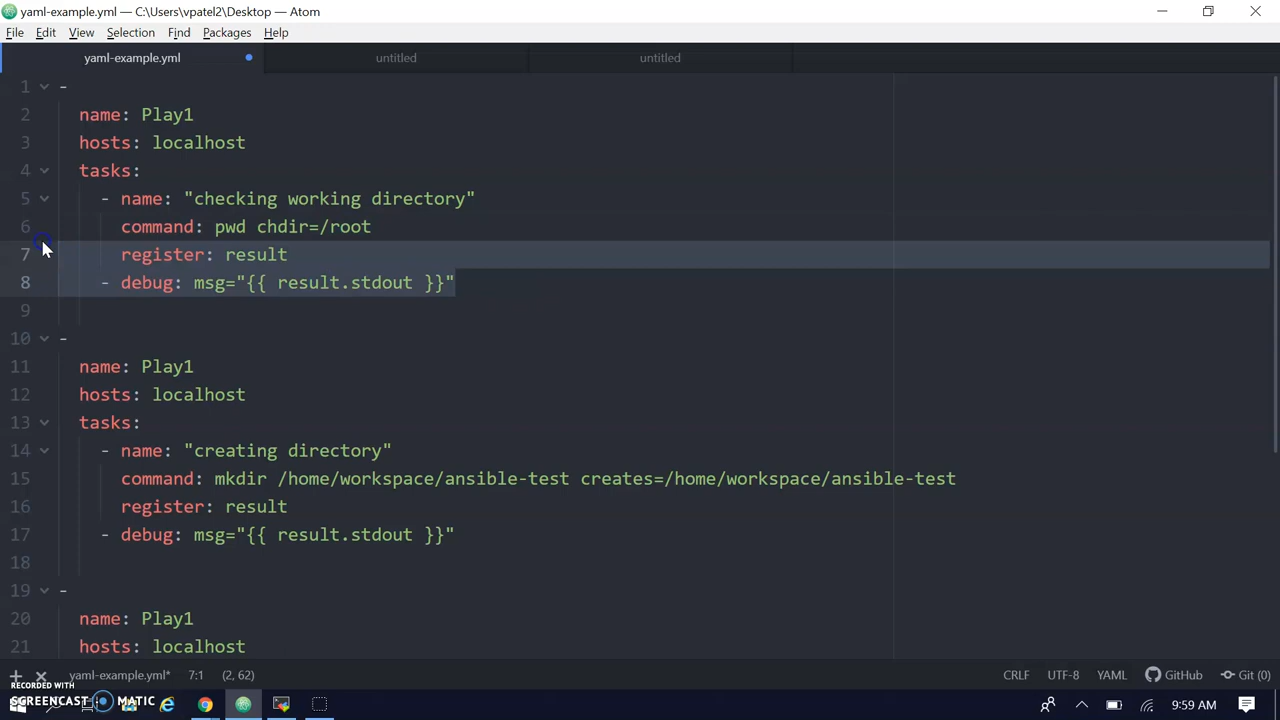 yaml-example.yml — C:\Users\vpatel2\Desktop — Atom
File Edit View Selection Find Packages Help
yaml-example.yml untitled untitled
1 -
2 name: Play1
3 hosts: localhost
4 tasks:
5 - name: "checking working directory"
6 command: pwd chdir=/root
7 register: result
8 - debug: msg="{{ result.stdout }}"
9
10 -
11 name: Play1
12 hosts: localhost
13 tasks:
14 - name: "creating directory"
15 command: mkdir /home/workspace/ansible-test creates=/home/workspace/ansible-test
16 register: result
17 - debug: msg="{{ result.stdout }}"
18
19 -
20 name: Play1
21 hosts: localhost
yaml-example.yml* 7:1 (2, 62) CRLF UTF-8 YAML GitHub Git (0)
RECORDED WITH
SCREENCAST MATIC
9:59 AM